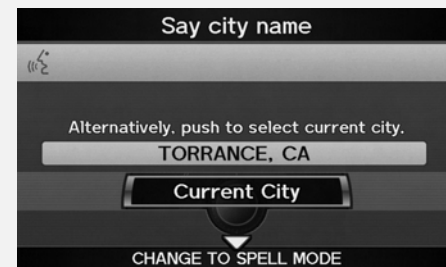 Say city name
Alternatively, push to select current city.
TORRANCE, CA
Current City
CHANGE TO SPELL MODE